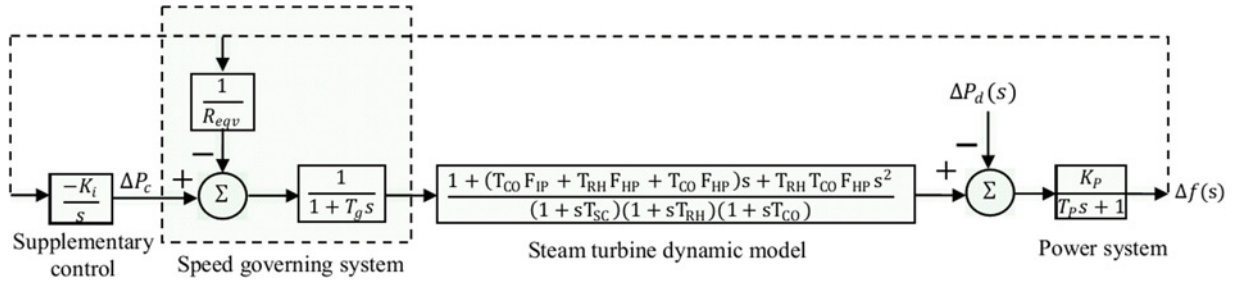 1
R_eqv
ΔP_d(s)
−
−
−K_i
s
ΔP_c
+
Σ
1
1 + T_g s
1 + (T_CO F_IP + T_RH F_HP + T_CO F_HP)s + T_RH T_CO F_HP s²
(1 + sT_SC)(1 + sT_RH)(1 + sT_CO)
+
Σ
K_P
T_P s + 1
Δf(s)
Supplementary
control
Speed governing system
Steam turbine dynamic model
Power system